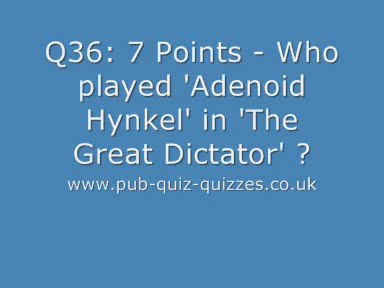 Q36: 7 Points - Who
played 'Adenoid
Hynkel' in 'The
Great Dictator' ?
www.pub-quiz-quizzes.co.uk